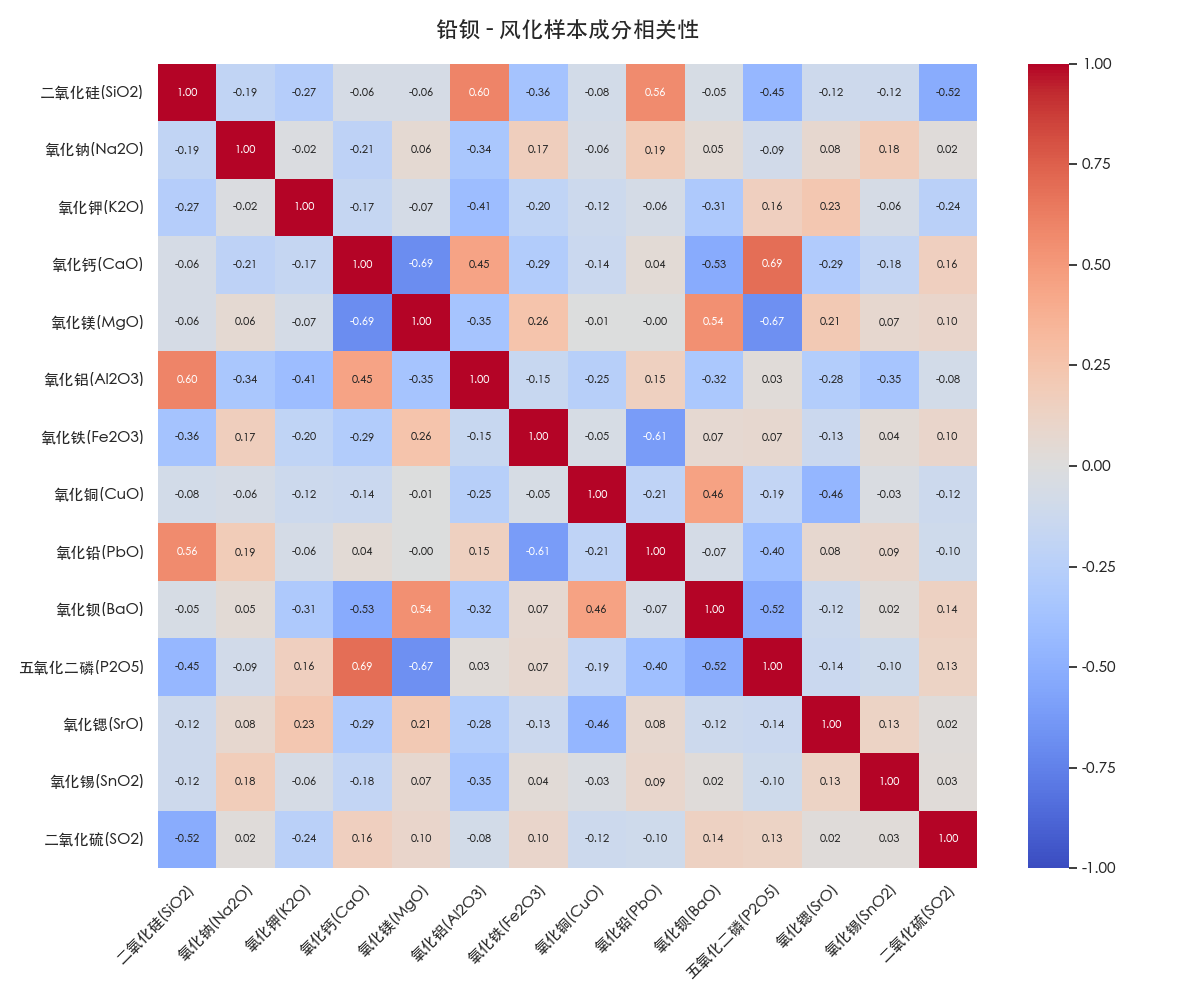 铅钡 - 风化样本成分相关性
二氧化硅(SiO2) 1.00 -0.19 -0.27 -0.06 -0.06 0.60 -0.36 -0.08 0.56 -0.05 -0.45 -0.12 -0.12 -0.52
氧化钠(Na2O) -0.19 1.00 -0.02 -0.21 0.06 -0.34 0.17 -0.06 0.19 0.05 -0.09 0.08 0.18 0.02
氧化钾(K2O) -0.27 -0.02 1.00 -0.17 -0.07 -0.41 -0.20 -0.12 -0.06 -0.31 0.16 0.23 -0.06 -0.24
氧化钙(CaO) -0.06 -0.21 -0.17 1.00 -0.69 0.45 -0.29 -0.14 0.04 -0.53 0.69 -0.29 -0.18 0.16
氧化镁(MgO) -0.06 0.06 -0.07 -0.69 1.00 -0.35 0.26 -0.01 -0.00 0.54 -0.67 0.21 0.07 0.10
氧化铝(Al2O3) 0.60 -0.34 -0.41 0.45 -0.35 1.00 -0.15 -0.25 0.15 -0.32 0.03 -0.28 -0.35 -0.08
氧化铁(Fe2O3) -0.36 0.17 -0.20 -0.29 0.26 -0.15 1.00 -0.05 -0.61 0.07 0.07 -0.13 0.04 0.10
氧化铜(CuO) -0.08 -0.06 -0.12 -0.14 -0.01 -0.25 -0.05 1.00 -0.21 0.46 -0.19 -0.46 -0.03 -0.12
氧化铅(PbO) 0.56 0.19 -0.06 0.04 -0.00 0.15 -0.61 -0.21 1.00 -0.07 -0.40 0.08 0.09 -0.10
氧化钡(BaO) -0.05 0.05 -0.31 -0.53 0.54 -0.32 0.07 0.46 -0.07 1.00 -0.52 -0.12 0.02 0.14
五氧化二磷(P2O5) -0.45 -0.09 0.16 0.69 -0.67 0.03 0.07 -0.19 -0.40 -0.52 1.00 -0.14 -0.10 0.13
氧化锶(SrO) -0.12 0.08 0.23 -0.29 0.21 -0.28 -0.13 -0.46 0.08 -0.12 -0.14 1.00 0.13 0.02
氧化锡(SnO2) -0.12 0.18 -0.06 -0.18 0.07 -0.35 0.04 -0.03 0.09 0.02 -0.10 0.13 1.00 0.03
二氧化硫(SO2) -0.52 0.02 -0.24 0.16 0.10 -0.08 0.10 -0.12 -0.10 0.14 0.13 0.02 0.03 1.00
二氧化硅(SiO2)
氧化钠(Na2O)
氧化钾(K2O)
氧化钙(CaO)
氧化镁(MgO)
氧化铝(Al2O3)
氧化铁(Fe2O3)
氧化铜(CuO)
氧化铅(PbO)
氧化钡(BaO)
五氧化二磷(P2O5)
氧化锶(SrO)
氧化锡(SnO2)
二氧化硫(SO2)
1.00
0.75
0.50
0.25
0.00
-0.25
-0.50
-0.75
-1.00